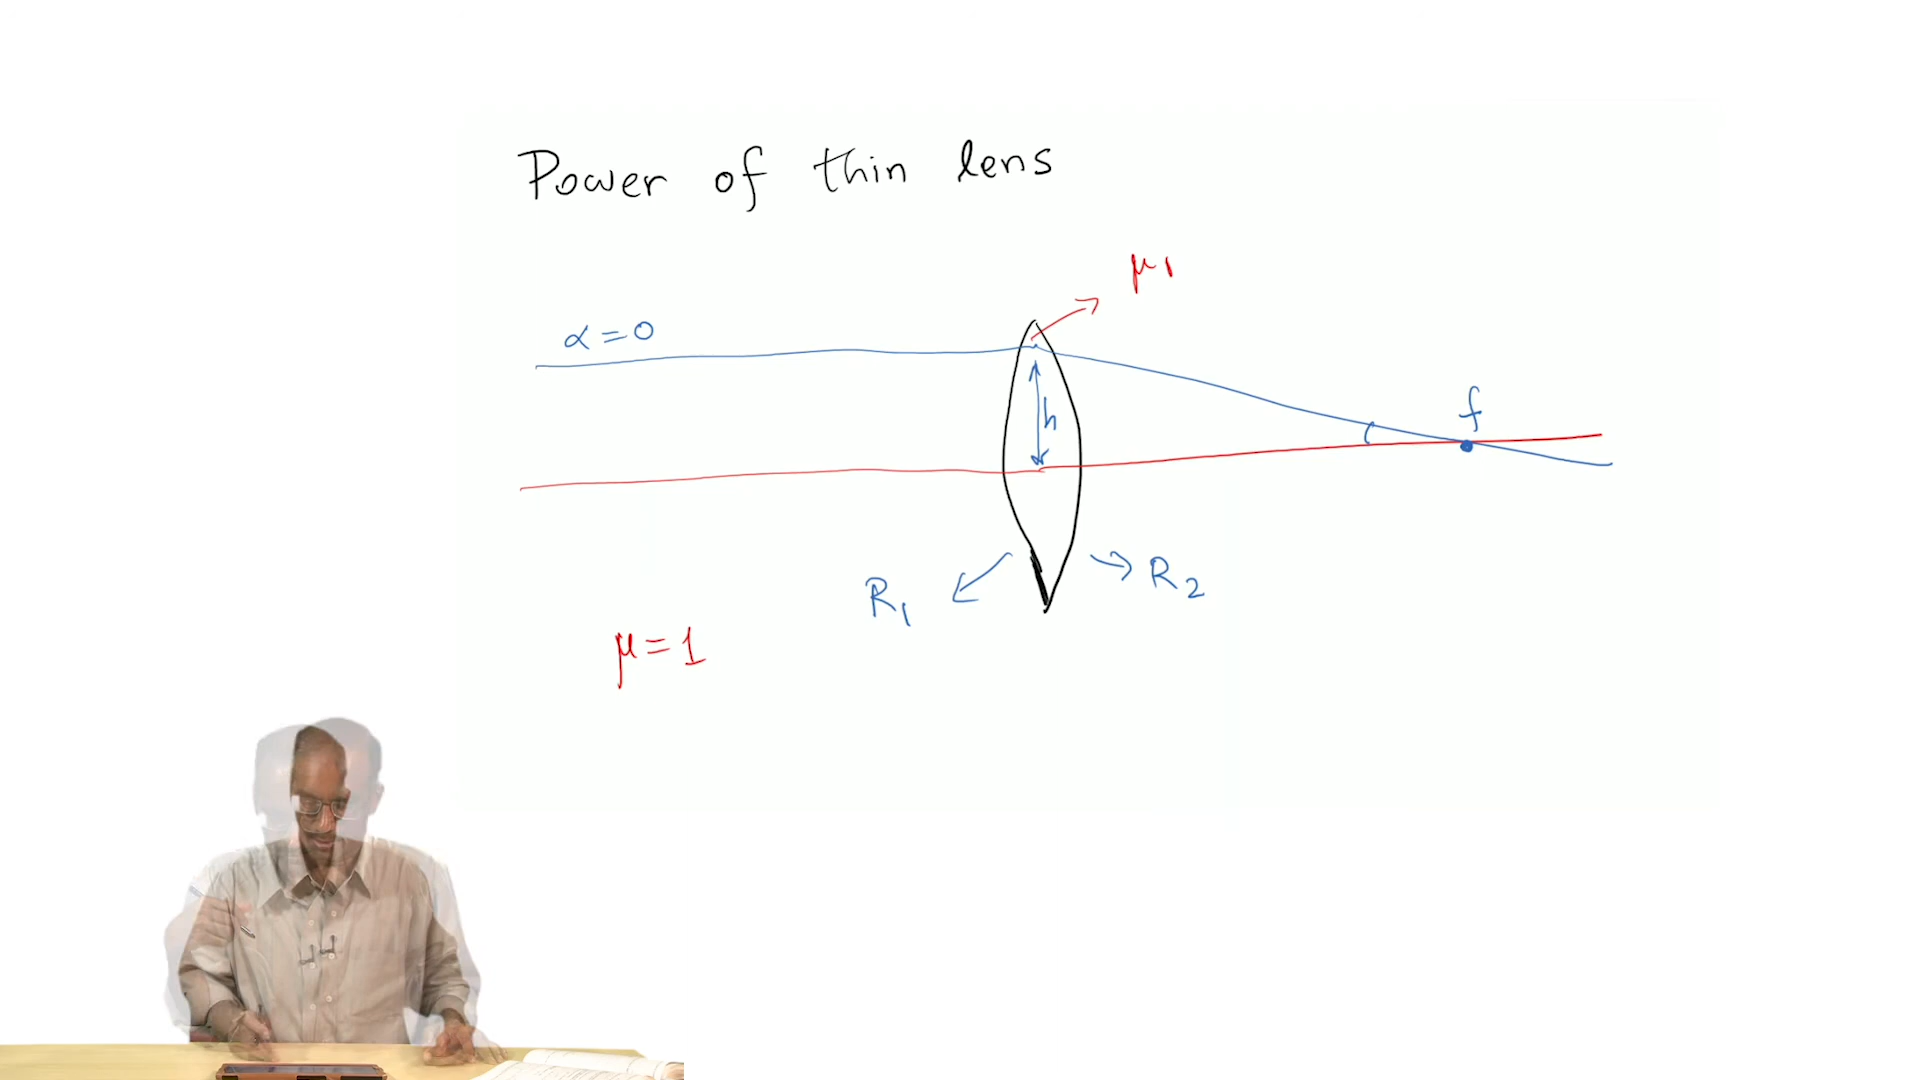 Power of thin lens
μ₁
α=0
f
h
R₁
R₂
μ=1